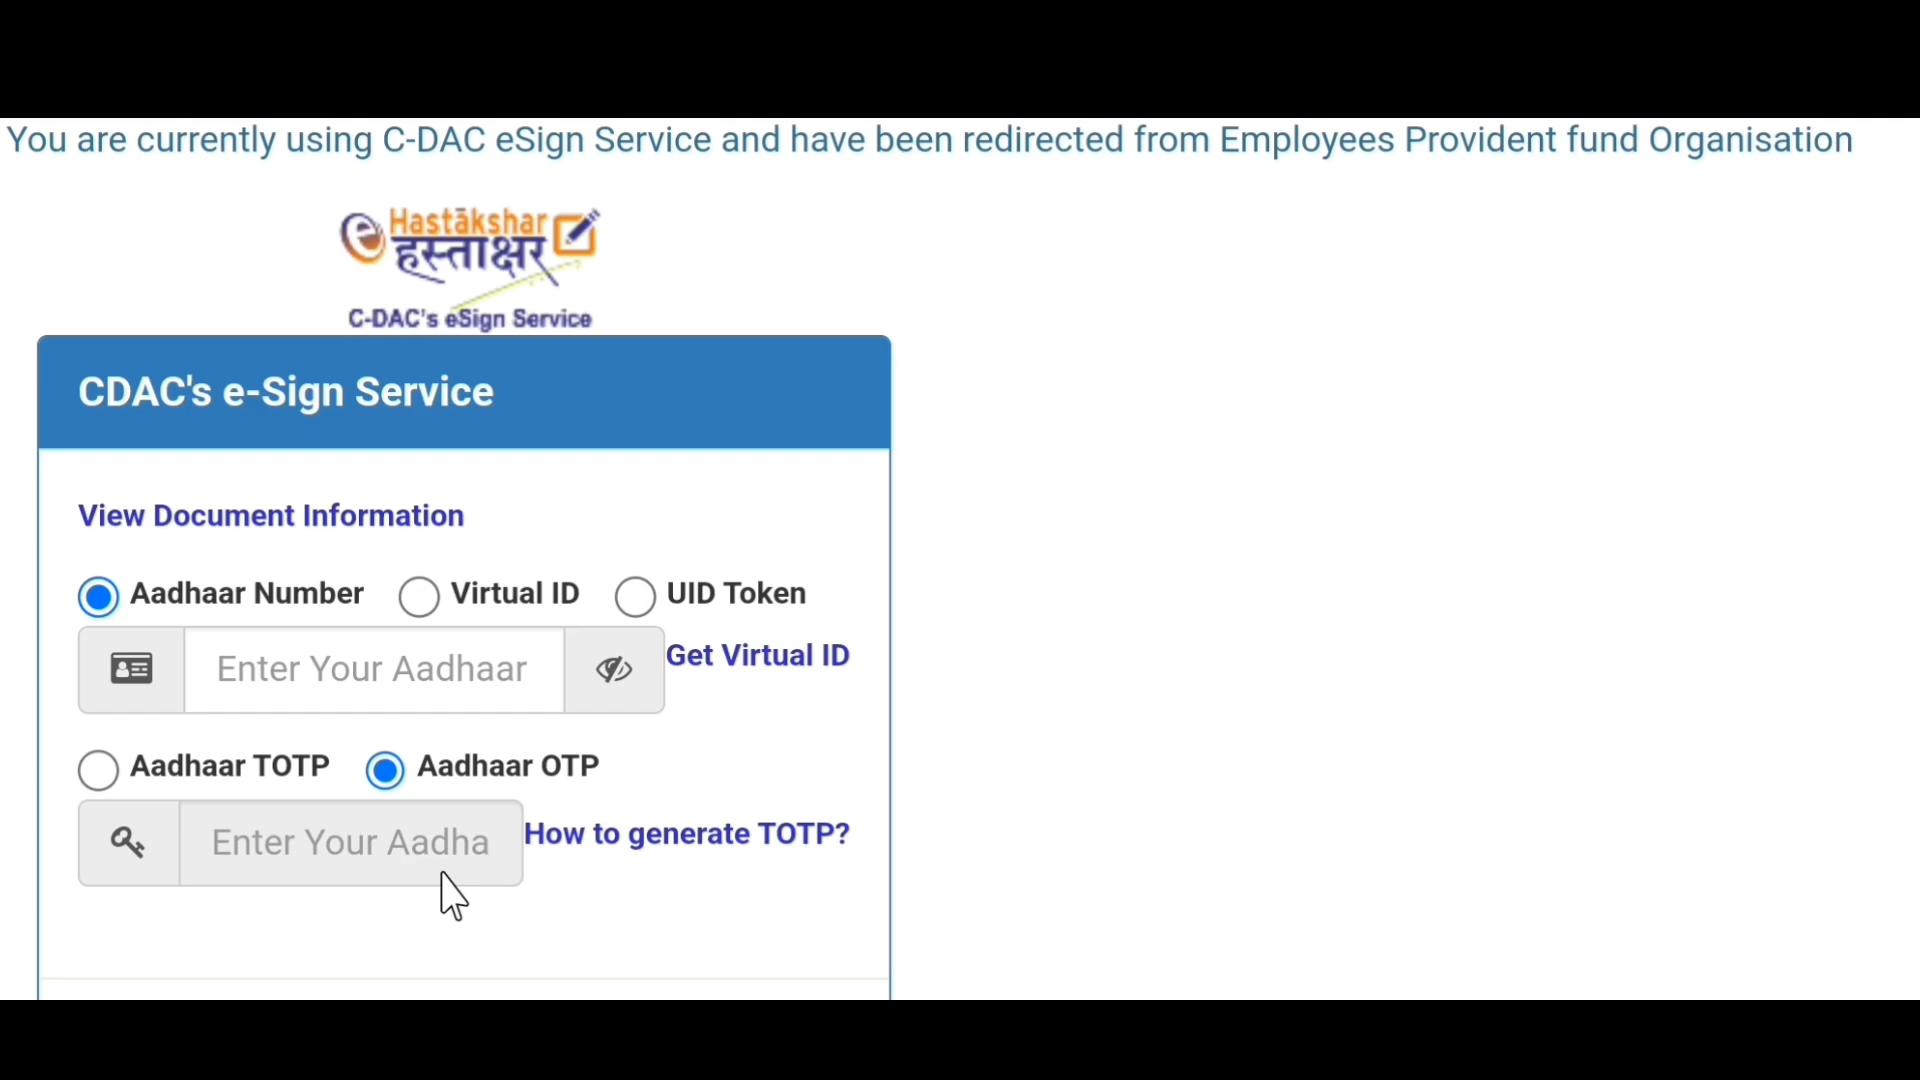 You are currently using C-DAC eSign Service and have been redirected from Employees Provident fund Organisation
e Hastākshar
हस्ताक्षर
C-DAC's eSign Service
CDAC's e-Sign Service
View Document Information
Aadhaar Number Virtual ID UID Token
Enter Your Aadhaar Get Virtual ID
Aadhaar TOTP Aadhaar OTP
Enter Your Aadha How to generate TOTP?